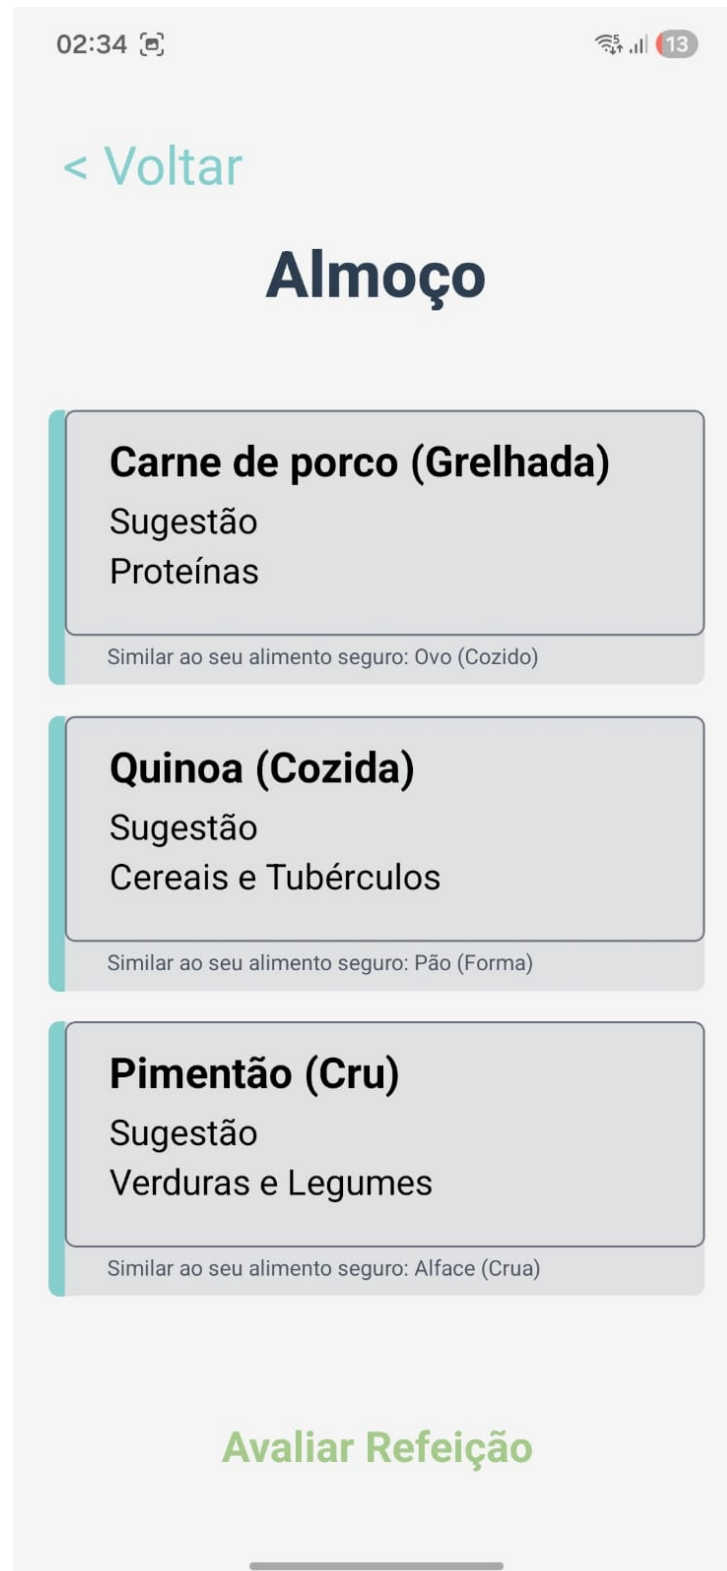 02:34
5
13
< Voltar
Almoço
Carne de porco (Grelhada)
Sugestão
Proteínas
Similar ao seu alimento seguro: Ovo (Cozido)
Quinoa (Cozida)
Sugestão
Cereais e Tubérculos
Similar ao seu alimento seguro: Pão (Forma)
Pimentão (Cru)
Sugestão
Verduras e Legumes
Similar ao seu alimento seguro: Alface (Crua)
Avaliar Refeição